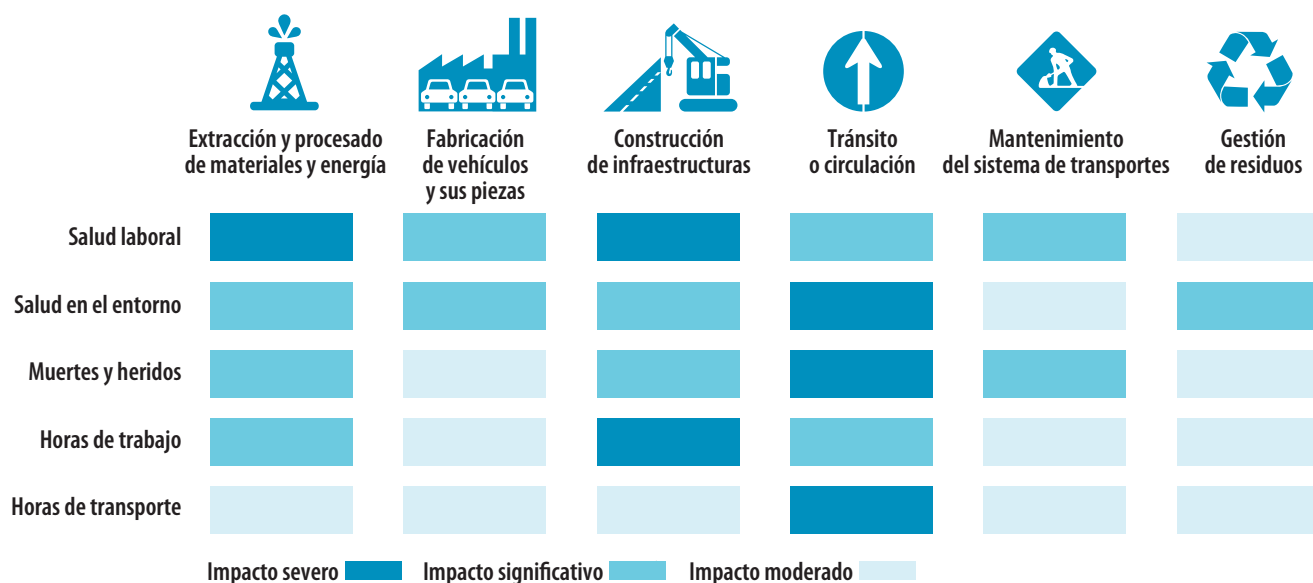 Extracción y procesado
de materiales y energía
Fabricación
de vehículos
y sus piezas
Construcción
de infraestructuras
Tránsito
o circulación
Mantenimiento
del sistema de transportes
Gestión
de residuos
Salud laboral
Salud en el entorno
Muertes y heridos
Horas de trabajo
Horas de transporte
Impacto severo
Impacto significativo
Impacto moderado